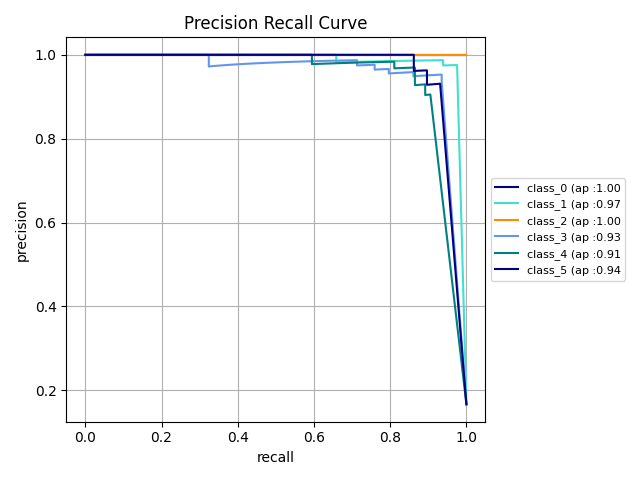 Precision Recall Curve
precision
1.0
0.8
0.6
0.4
0.2
0.0 0.2 0.4 0.6 0.8 1.0
recall
class_0 (ap :1.00
class_1 (ap :0.97
class_2 (ap :1.00
class_3 (ap :0.93
class_4 (ap :0.91
class_5 (ap :0.94